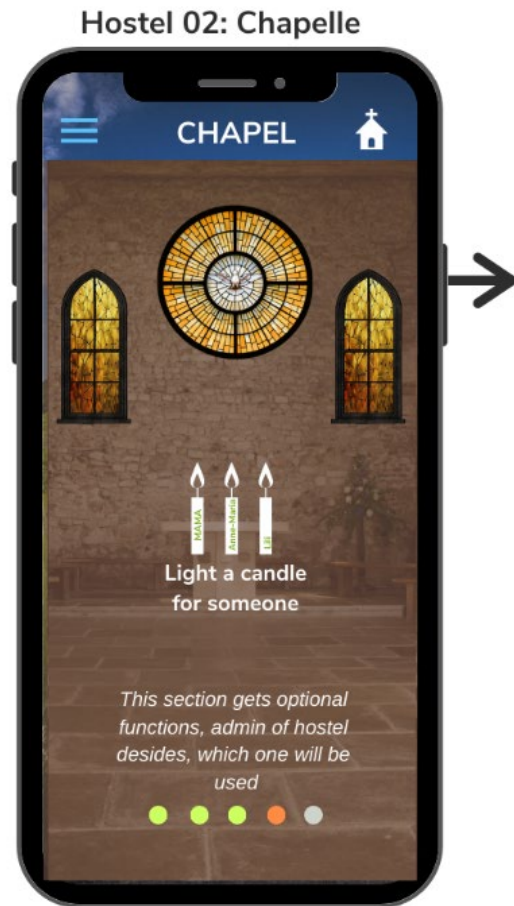 Hostel 02: Chapelle
CHAPEL
MAMA
Anne-Maria
Lili
Light a candle
for someone
This section gets optional
functions, admin of hostel
desides, which one will be
used